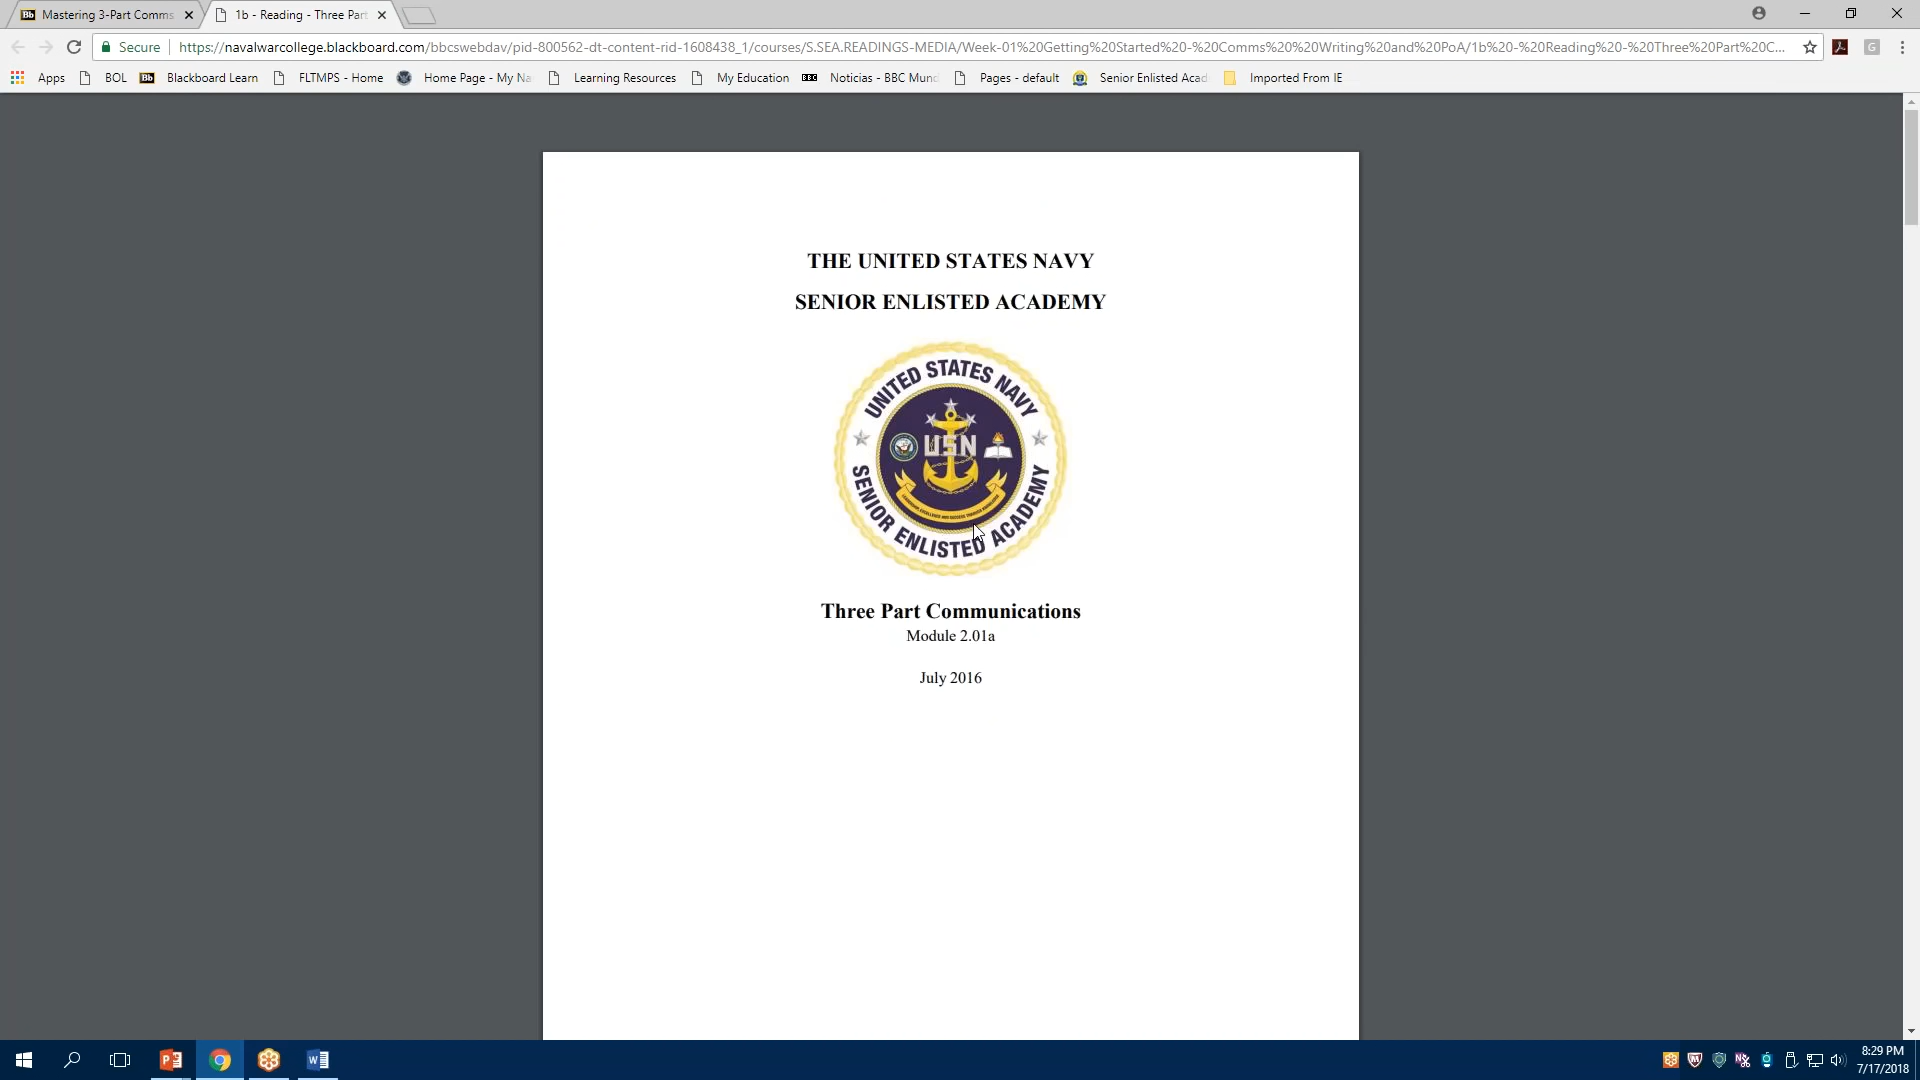 Mastering 3-Part Comms
1b - Reading - Three Part
Secure
https://navalwarcollege.blackboard.com/bbcswebdav/pid-800562-dt-content-rid-1608438_1/courses/S.SEA.READINGS-MEDIA/Week-01%20Getting%20Started%20-%20Comms%20%20Writing%20and%20PoA/1b%20-%20Reading%20-%20Three%20Part%20C...
Apps BOL Blackboard Learn FLTMPS - Home Home Page - My Na Learning Resources My Education BBC Noticias - BBC Mund Pages - default Senior Enlisted Acad Imported From IE
THE UNITED STATES NAVY
SENIOR ENLISTED ACADEMY
UNITED STATES NAVY
USN
SENIOR ENLISTED ACADEMY
Three Part Communications
Module 2.01a
July 2016
8:29 PM
7/17/2018